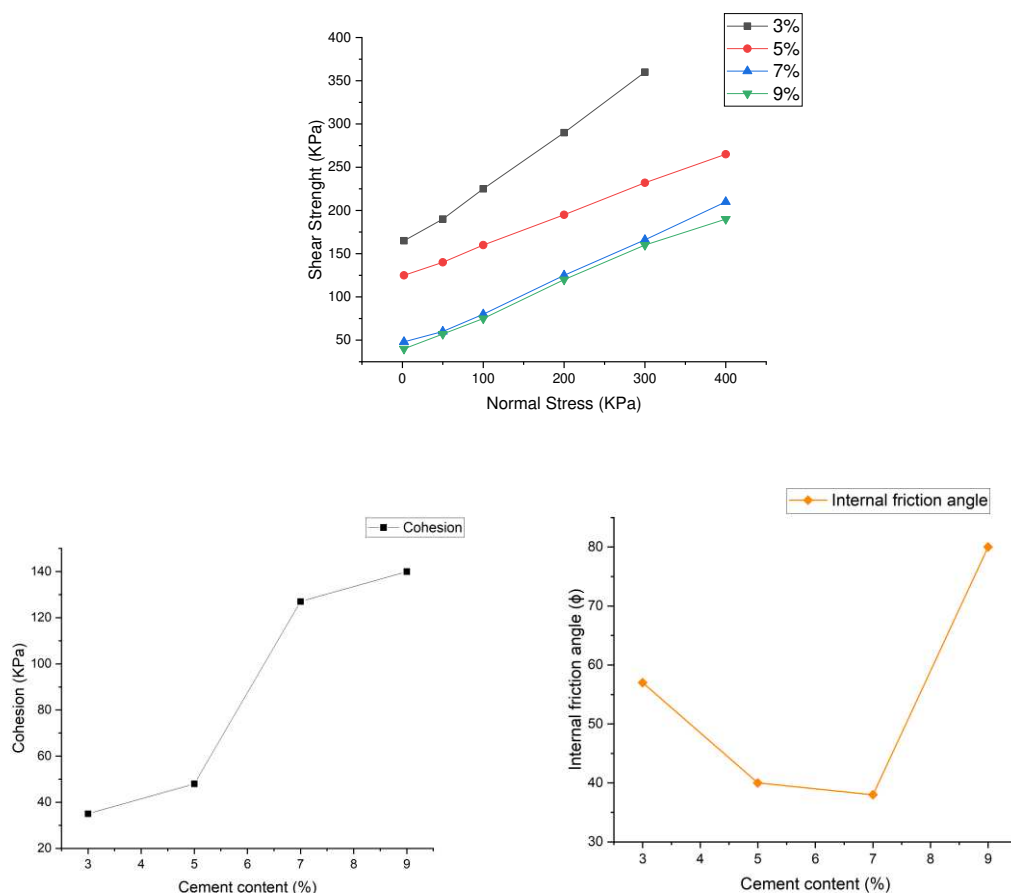 3%
5%
7%
9%
400
350
300
250
200
150
100
50
Shear Strenght (KPa)
0 100 200 300 400
Normal Stress (KPa)
Cohesion
140
120
100
80
60
40
20
Cohesion (KPa)
3 4 5 6 7 8 9
Cement content (%)
Internal friction angle
80
70
60
50
40
30
Internal friction angle (ϕ)
3 4 5 6 7 8 9
Cement content (%)